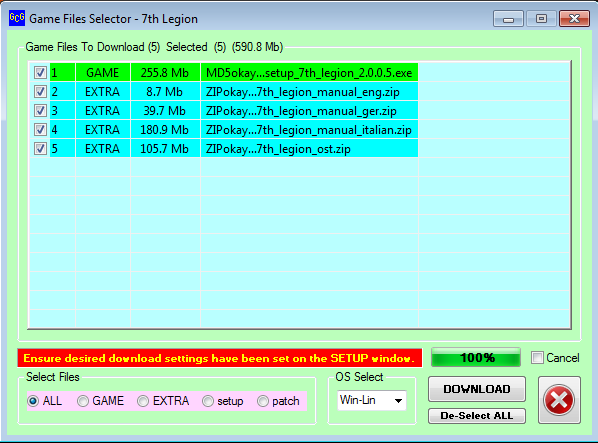 GCG Game Files Selector - 7th Legion
Game Files To Download (5) Selected (5) (590.8 Mb)
1 GAME 255.8 Mb MD5okay...setup_7th_legion_2.0.0.5.exe
2 EXTRA 8.7 Mb ZIPokay...7th_legion_manual_eng.zip
3 EXTRA 39.7 Mb ZIPokay...7th_legion_manual_ger.zip
4 EXTRA 180.9 Mb ZIPokay...7th_legion_manual_italian.zip
5 EXTRA 105.7 Mb ZIPokay...7th_legion_ost.zip
Ensure desired download settings have been set on the SETUP window. 100% Cancel
Select Files
ALL GAME EXTRA setup patch
OS Select
Win-Lin
DOWNLOAD
De-Select ALL